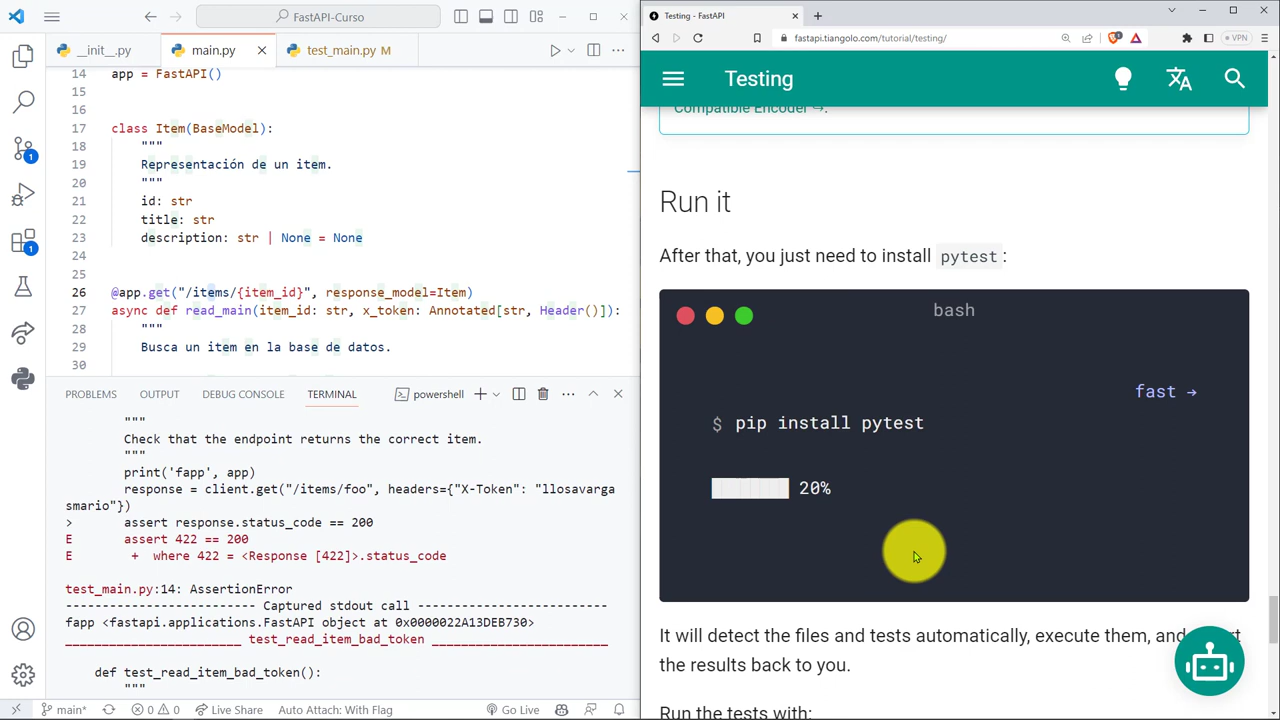 FastAPI-Curso
__init__.py
main.py
test_main.py M
14 app = FastAPI()
15
16
17 class Item(BaseModel):
18 """
19 Representación de un item.
20 """
21 id: str
22 title: str
23 description: str | None = None
24
25
26 @app.get("/items/{item_id}", response_model=Item)
27 async def read_main(item_id: str, x_token: Annotated[str, Header()]):
28 """
29 Busca un item en la base de datos.
30
1
1
PROBLEMS OUTPUT DEBUG CONSOLE TERMINAL powershell
"""
Check that the endpoint returns the correct item.
"""
print('fapp', app)
response = client.get("/items/foo", headers={"X-Token": "llosavarga
smario"})
> assert response.status_code == 200
E assert 422 == 200
E + where 422 = <Response [422]>.status_code
test_main.py:14: AssertionError
-------------------------- Captured stdout call ---------------------------
fapp <fastapi.applications.FastAPI object at 0x0000022A13DEB730>
________________________ test_read_item_bad_token ________________________
def test_read_item_bad_token():
"""
main* 0 0 Live Share Auto Attach: With Flag Go Live
Testing - FastAPI
fastapi.tiangolo.com/tutorial/testing/
VPN
Testing
Compatible Encoder
Run it
After that, you just need to install pytest:
bash
fast →
$ pip install pytest
20%
It will detect the files and tests automatically, execute them, and
the results back to you.
Run the tests with: